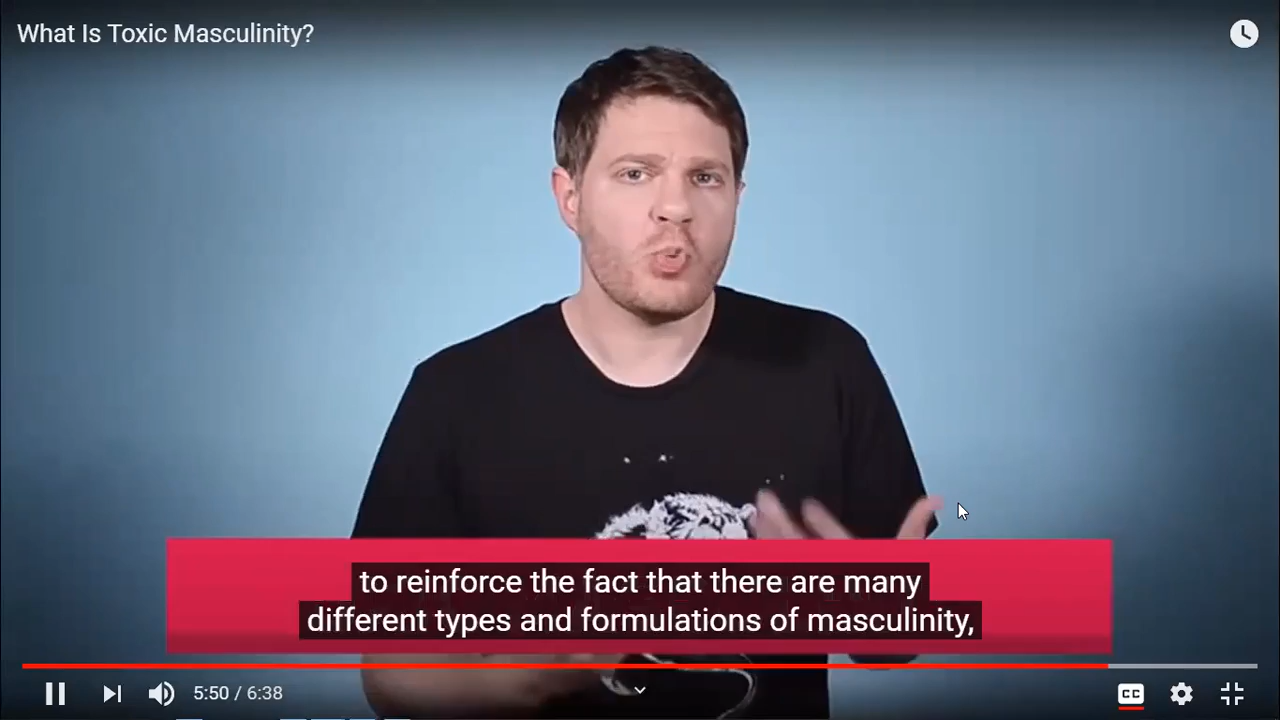 What Is Toxic Masculinity?
to reinforce the fact that there are many
different types and formulations of masculinity,
5:50 / 6:38
CC